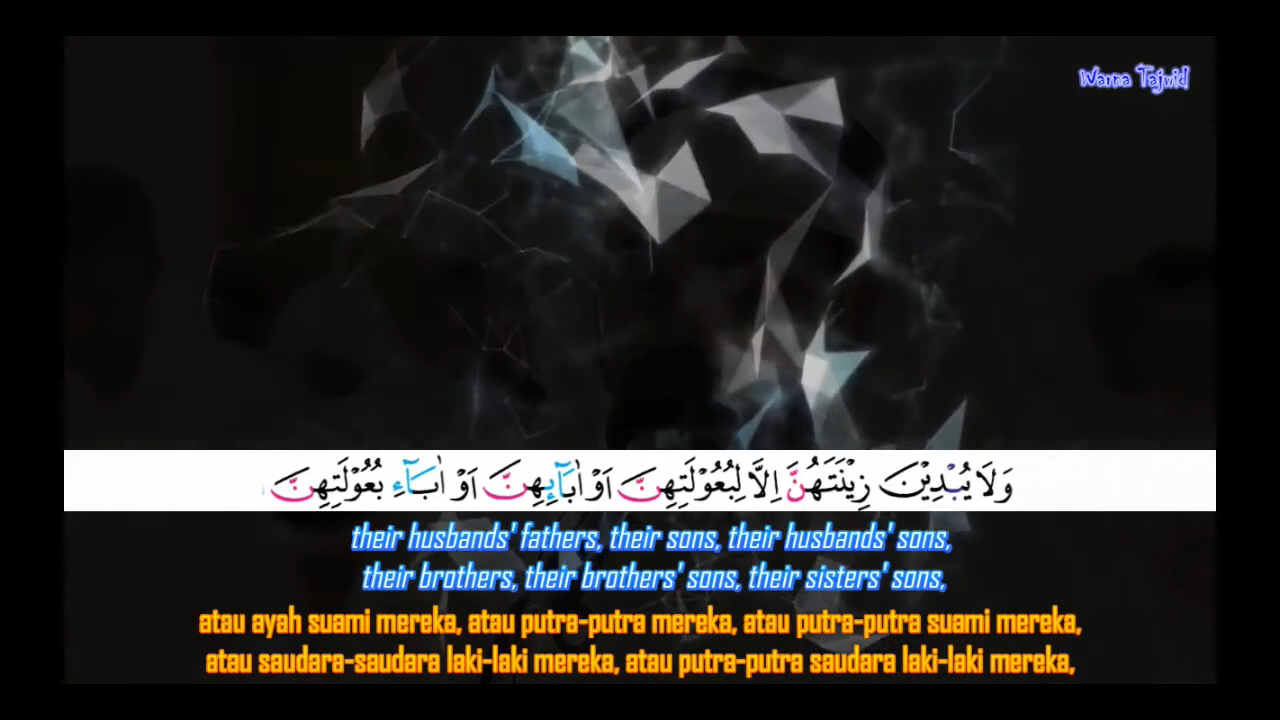 Warna Tajwid
وَلَا يُبْدِيْنَ زِيْنَتَهُنَّ اِلَّا لِبُعُوْلَتِهِنَّ اَوْ اٰبَاۤىِٕهِنَّ اَوْ اٰبَاۤءِ بُعُوْلَتِهِنَّ
their husbands' fathers, their sons, their husbands' sons,
their brothers, their brothers' sons, their sisters' sons,
atau ayah suami mereka, atau putra-putra mereka, atau putra-putra suami mereka,
atau saudara-saudara laki-laki mereka, atau putra-putra saudara laki-laki mereka,